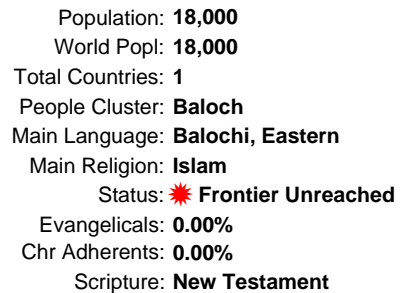 Population: 18,000
World Popl: 18,000
Total Countries: 1
People Cluster: Baloch
Main Language: Balochi, Eastern
Main Religion: Islam
Status: Frontier Unreached
Evangelicals: 0.00%
Chr Adherents: 0.00%
Scripture: New Testament